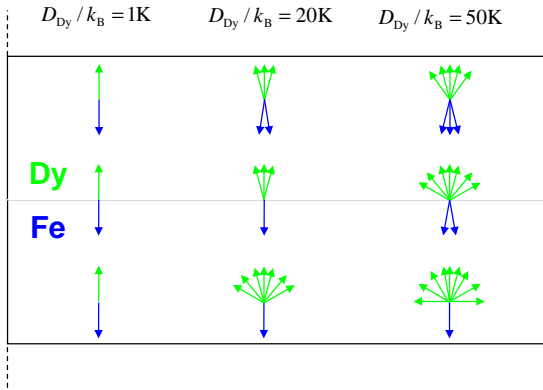 D_Dy / k_B = 1K D_Dy / k_B = 20K D_Dy / k_B = 50K
Dy
Fe